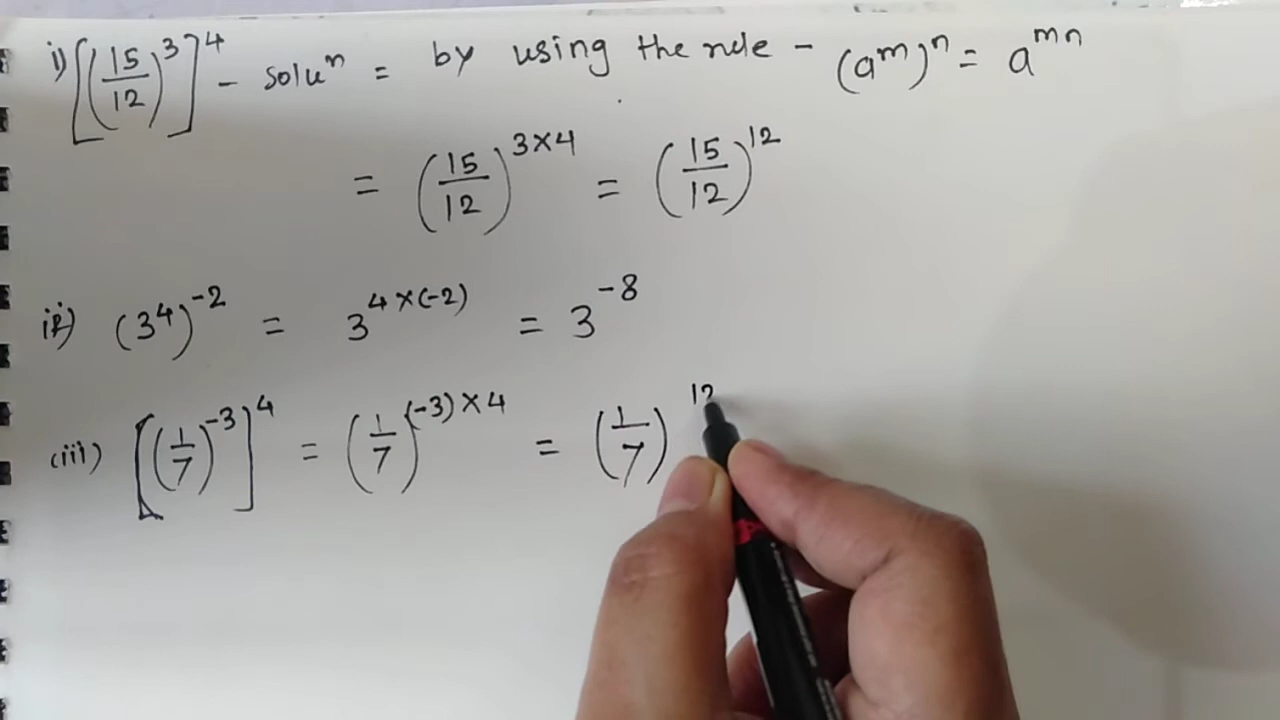 i) [(15/12)^3]^4 - Solu^n = by using the rule - (a^m)^n = a^mn
= (15/12)^3×4 = (15/12)^12
ii) (3^4)^-2 = 3^4×(-2) = 3^-8
(iii) [(1/7)^-3]^4 = (1/7)^(-3)×4 = (1/7)^12